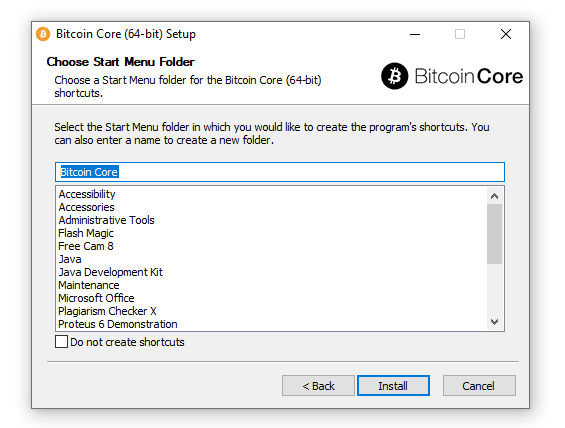 Bitcoin Core (64-bit) Setup
Choose Start Menu Folder
Choose a Start Menu folder for the Bitcoin Core (64-bit)
shortcuts.
BitcoinCore
Select the Start Menu folder in which you would like to create the program's shortcuts. You
can also enter a name to create a new folder.
Bitcoin Core
Accessibility
Accessories
Administrative Tools
Flash Magic
Free Cam 8
Java
Java Development Kit
Maintenance
Microsoft Office
Plagiarism Checker X
Proteus 6 Demonstration
Do not create shortcuts
< Back Install Cancel